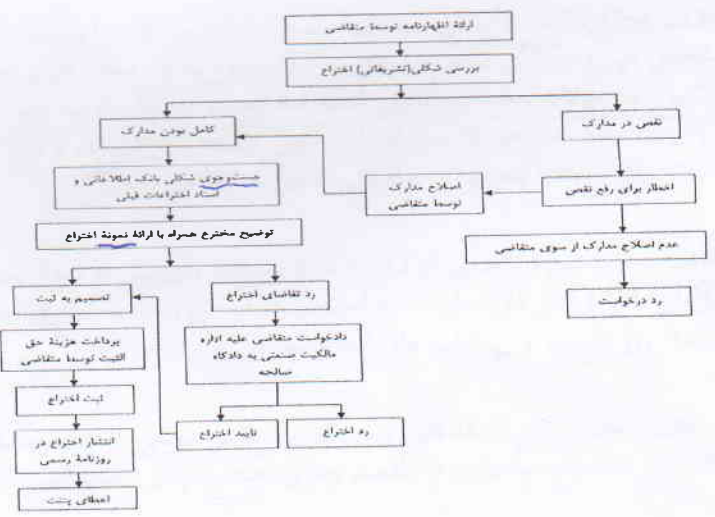 ارائهٔ اظهارنامه توسط متقاضی
بررسی شکلی(تشریفاتی) اختراع
کامل بودن مدارک
نقص در مدارک
جست‌وجوی شکلی بانک اطلاعاتی و
اسناد اختراعات قبلی
اصلاح مدارک
توسط متقاضی
اخطار برای رفع نقص
توضیح مخترع همراه با ارائهٔ نمونهٔ اختراع
عدم اصلاح مدارک از سوی متقاضی
تصمیم به ثبت
رد تقاضای اختراع
رد درخواست
پرداخت هزینهٔ حق
الثبت توسط متقاضی
دادخواست متقاضی علیه اداره
مالکیت صنعتی به دادگاه
صالحه
ثبت اختراع
تایید اختراع
رد اختراع
انتشار اختراع در
روزنامهٔ رسمی
اعطای پتنت